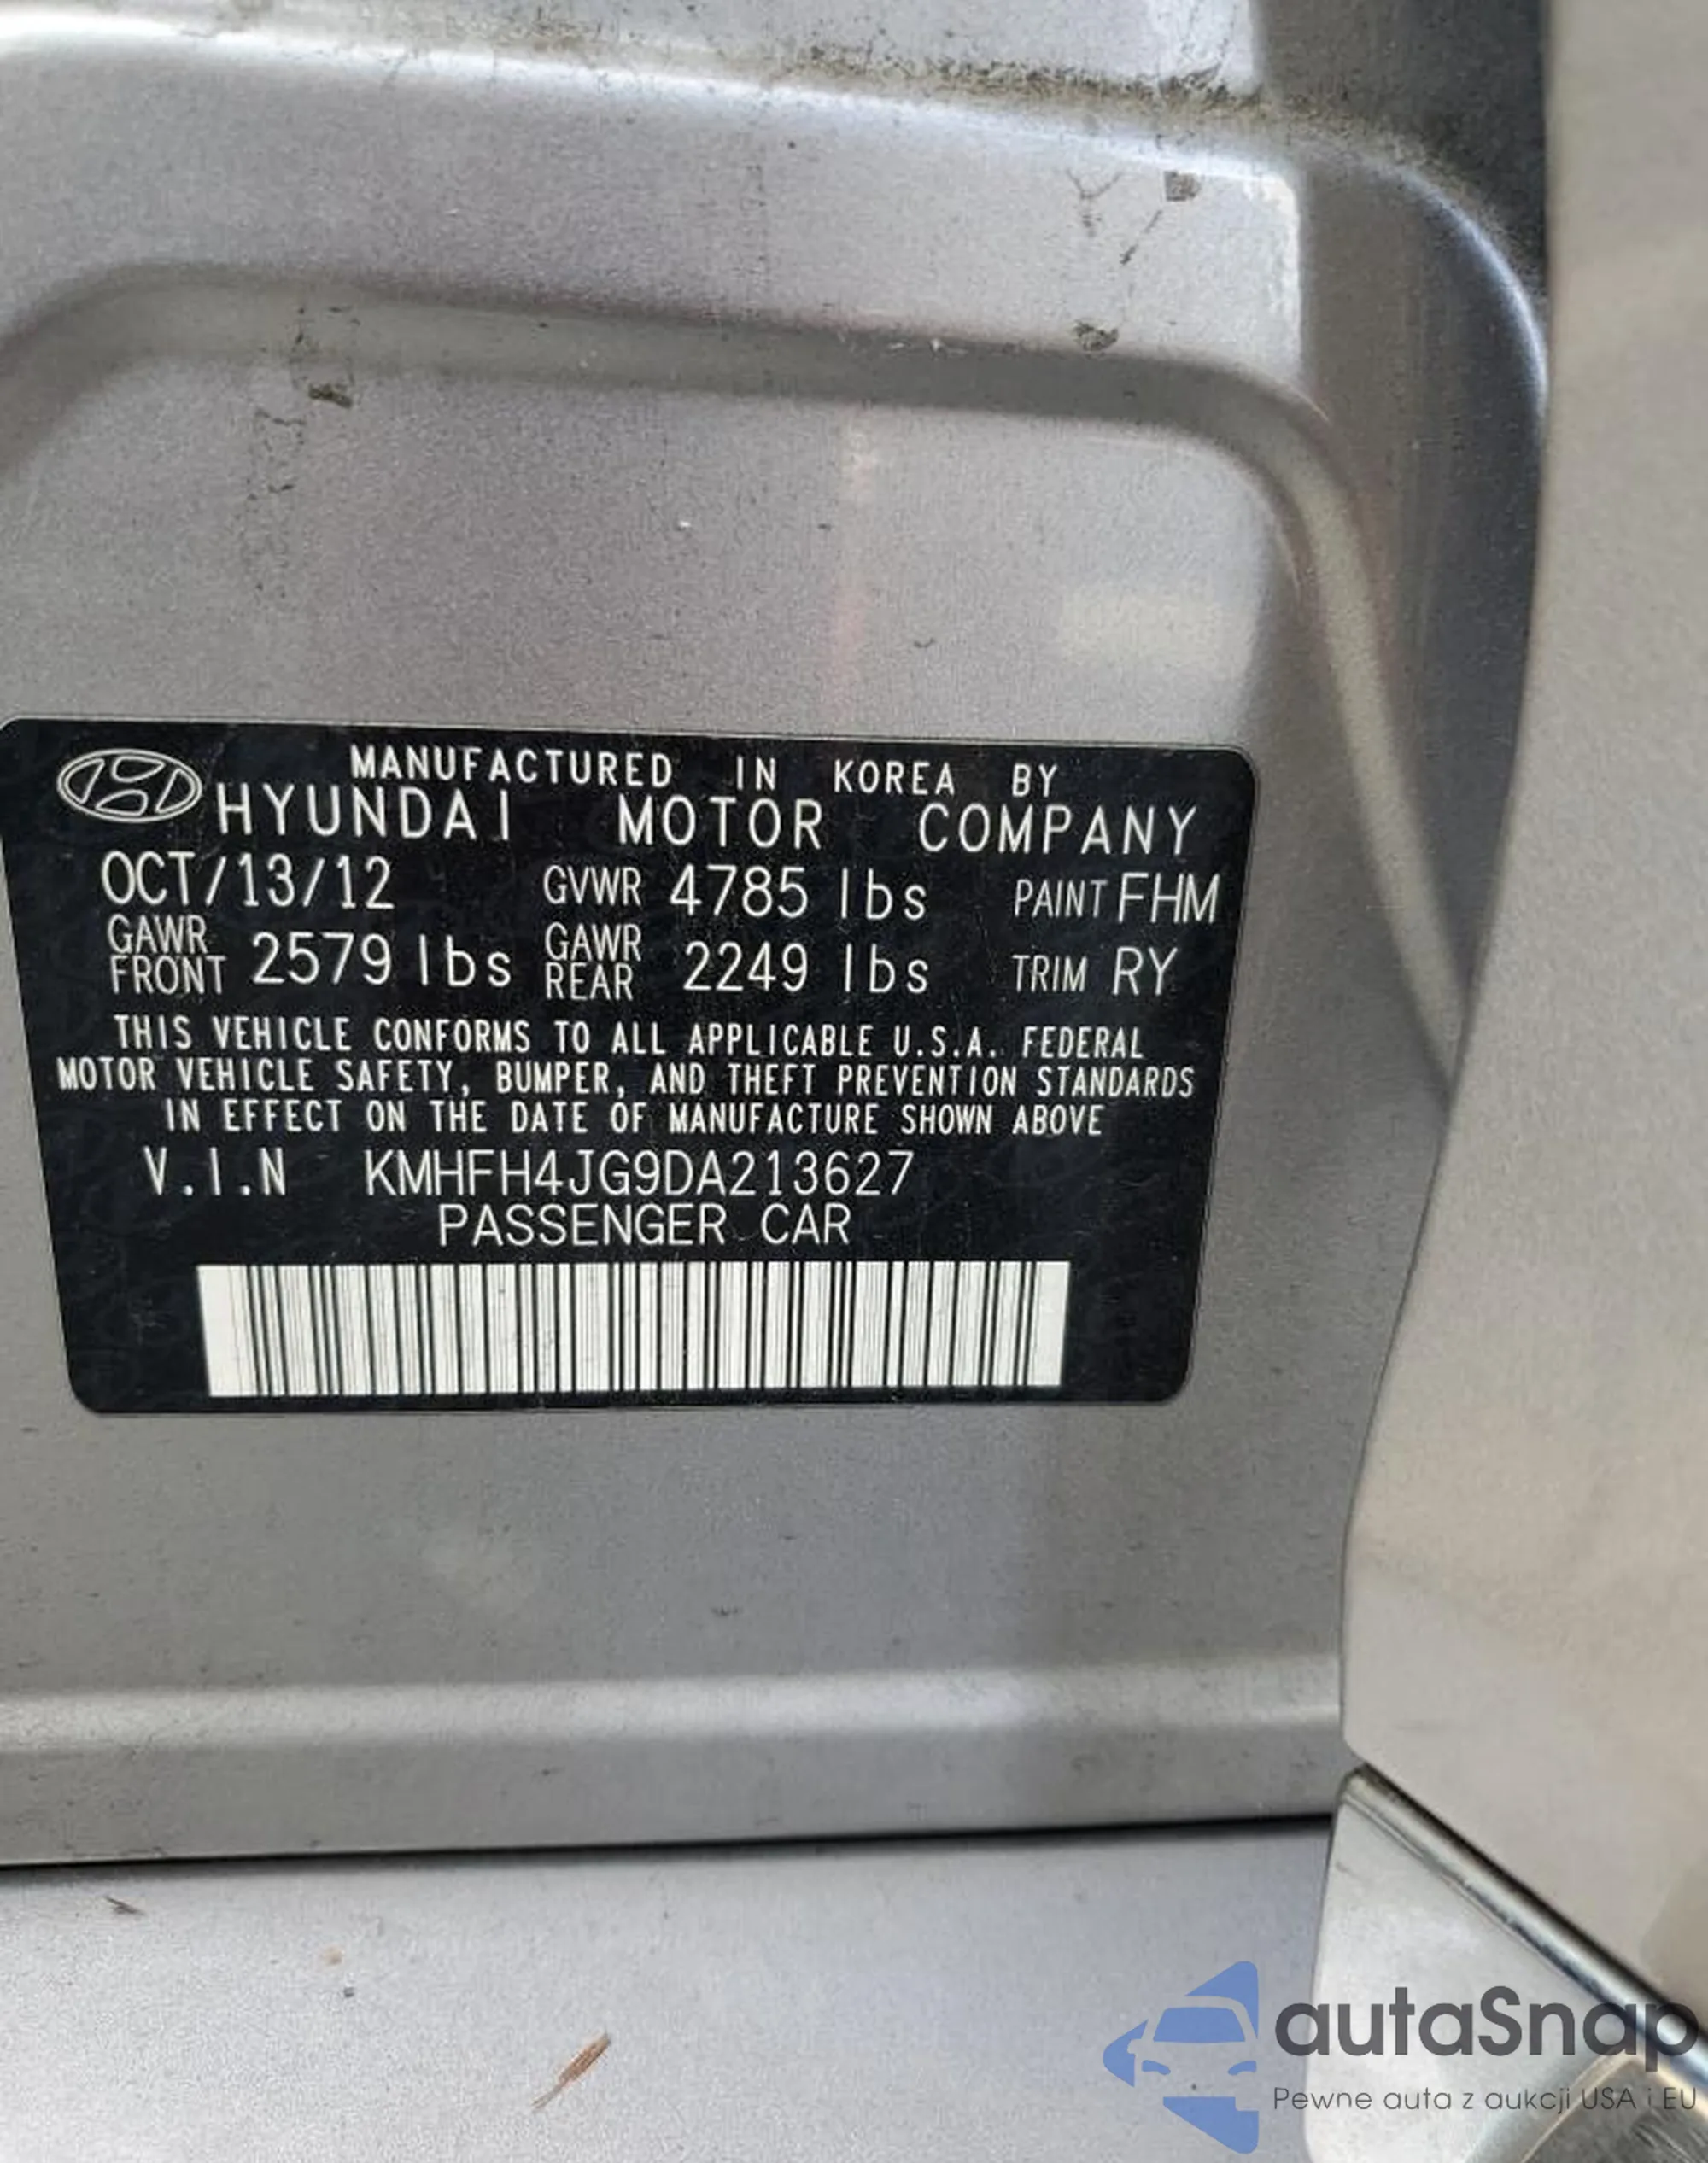 MANUFACTURED IN KOREA BY
HYUNDAI MOTOR COMPANY
OCT/13/12 GVWR 4785 lbs PAINT FHM
GAWR FRONT 2579 lbs GAWR REAR 2249 lbs TRIM RY
THIS VEHICLE CONFORMS TO ALL APPLICABLE U.S.A. FEDERAL
MOTOR VEHICLE SAFETY, BUMPER, AND THEFT PREVENTION STANDARDS
IN EFFECT ON THE DATE OF MANUFACTURE SHOWN ABOVE
V.I.N KMHFH4JG9DA213627
PASSENGER CAR
autaSnap
Pewne auta z aukcji USA i EU